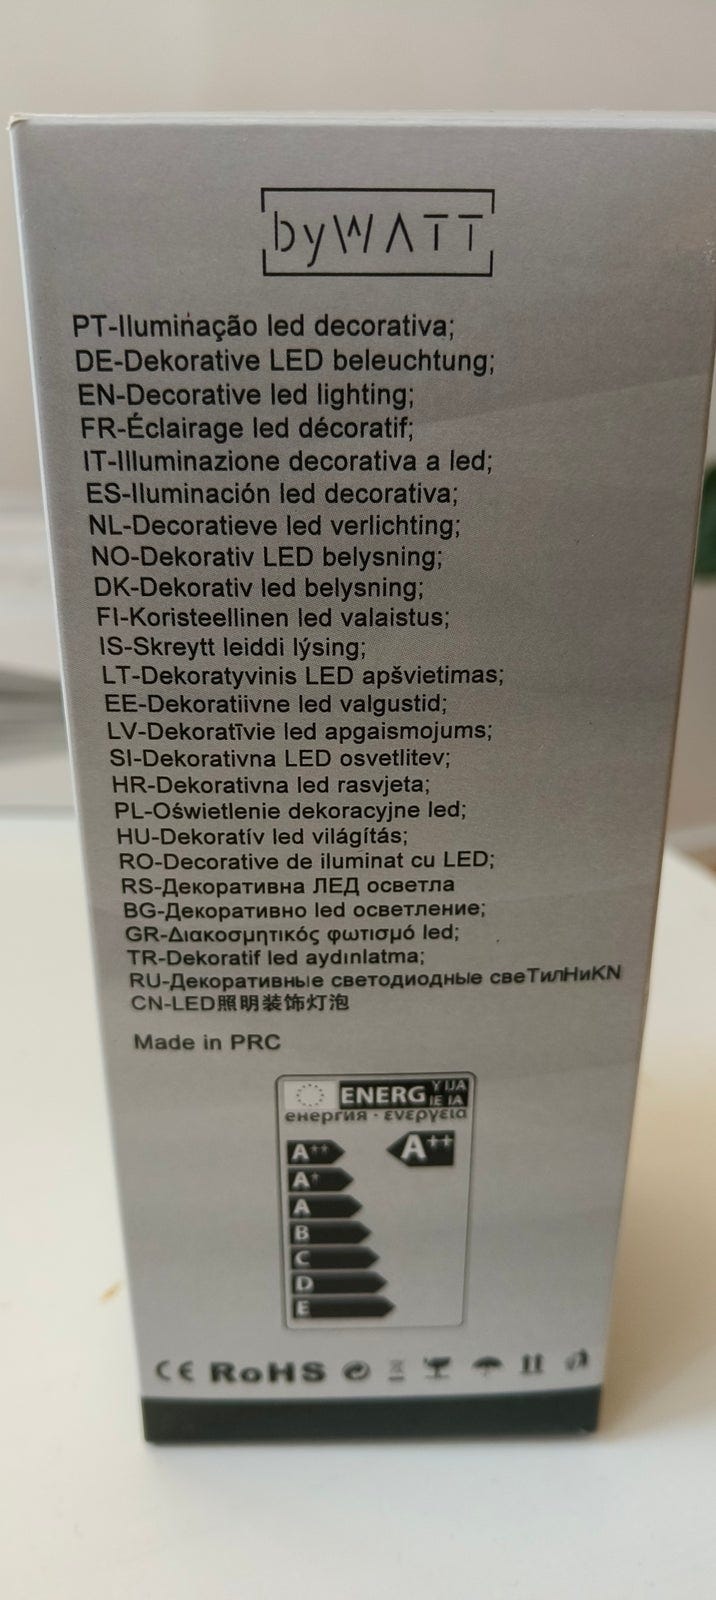 byWATT
PT-Iluminação led decorativa;
DE-Dekorative LED beleuchtung;
EN-Decorative led lighting;
FR-Éclairage led décoratif;
IT-Illuminazione decorativa a led;
ES-Iluminación led decorativa;
NL-Decoratieve led verlichting;
NO-Dekorativ LED belysning;
DK-Dekorativ led belysning;
FI-Koristeellinen led valaistus;
IS-Skreytt leiddi lýsing;
LT-Dekoratyvinis LED apšvietimas;
EE-Dekoratiivne led valgustid;
LV-Dekoratīvie led apgaismojums;
SI-Dekorativna LED osvetlitev;
HR-Dekorativna led rasvjeta;
PL-Oświetlenie dekoracyjne led;
HU-Dekoratív led világítás;
RO-Decorative de iluminat cu LED;
RS-Декоративна ЛЕД осветла
BG-Декоративно led осветление;
GR-Διακοσμητικός φωτισμό led;
TR-Dekoratif led aydınlatma;
RU-Декоративные светодиодные свеТилНиКN
CN-LED照明装饰灯泡
Made in PRC
ENERG Y IJA
IE IA
енергия · ενεργεια
A++ A++
A+
A
B
C
D
E
CE RoHS